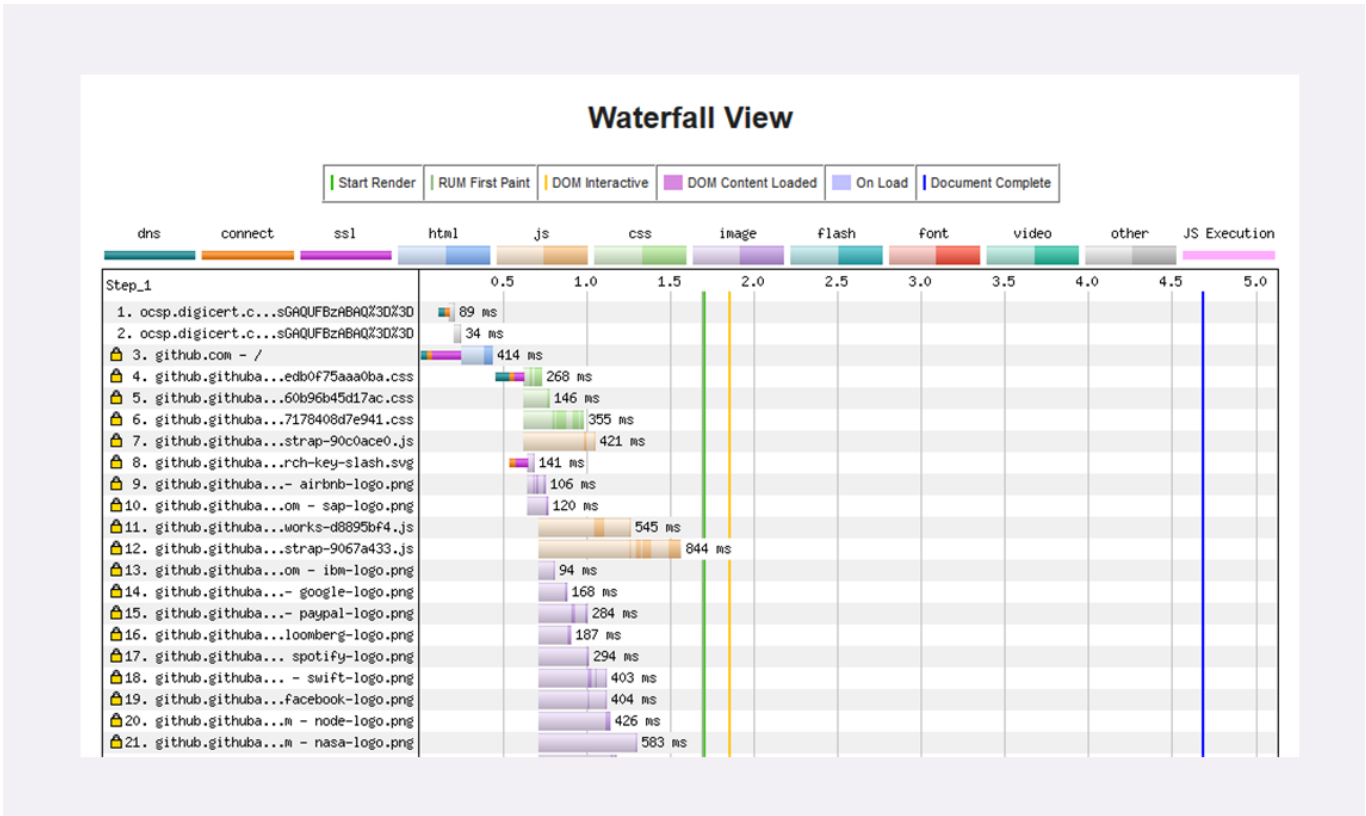 Waterfall View
Start Render RUM First Paint DOM Interactive DOM Content Loaded On Load Document Complete
dns connect ssl html js css image flash font video other JS Execution
Step_1 0.5 1.0 1.5 2.0 2.5 3.0 3.5 4.0 4.5 5.0
1. ocsp.digicert.c...sGAQUFBzABAQ%3D%3D 89 ms
2. ocsp.digicert.c...sGAQUFBzABAQ%3D%3D 34 ms
3. github.com - / 414 ms
4. github.githuba...edb0f75aaa0ba.css 268 ms
5. github.githuba...60b96b45d17ac.css 146 ms
6. github.githuba...7178408d7e941.css 355 ms
7. github.githuba...strap-90c0ace0.js 421 ms
8. github.githuba...rch-key-slash.svg 141 ms
9. github.githuba...- airbnb-logo.png 106 ms
10. github.githuba...om - sap-logo.png 120 ms
11. github.githuba...works-d8895bf4.js 545 ms
12. github.githuba...strap-9067a433.js 844 ms
13. github.githuba...om - ibm-logo.png 94 ms
14. github.githuba...- google-logo.png 168 ms
15. github.githuba...- paypal-logo.png 284 ms
16. github.githuba...loomberg-logo.png 187 ms
17. github.githuba... spotify-logo.png 294 ms
18. github.githuba... - swift-logo.png 403 ms
19. github.githuba...facebook-logo.png 404 ms
20. github.githuba...m - node-logo.png 426 ms
21. github.githuba...m - nasa-logo.png 583 ms